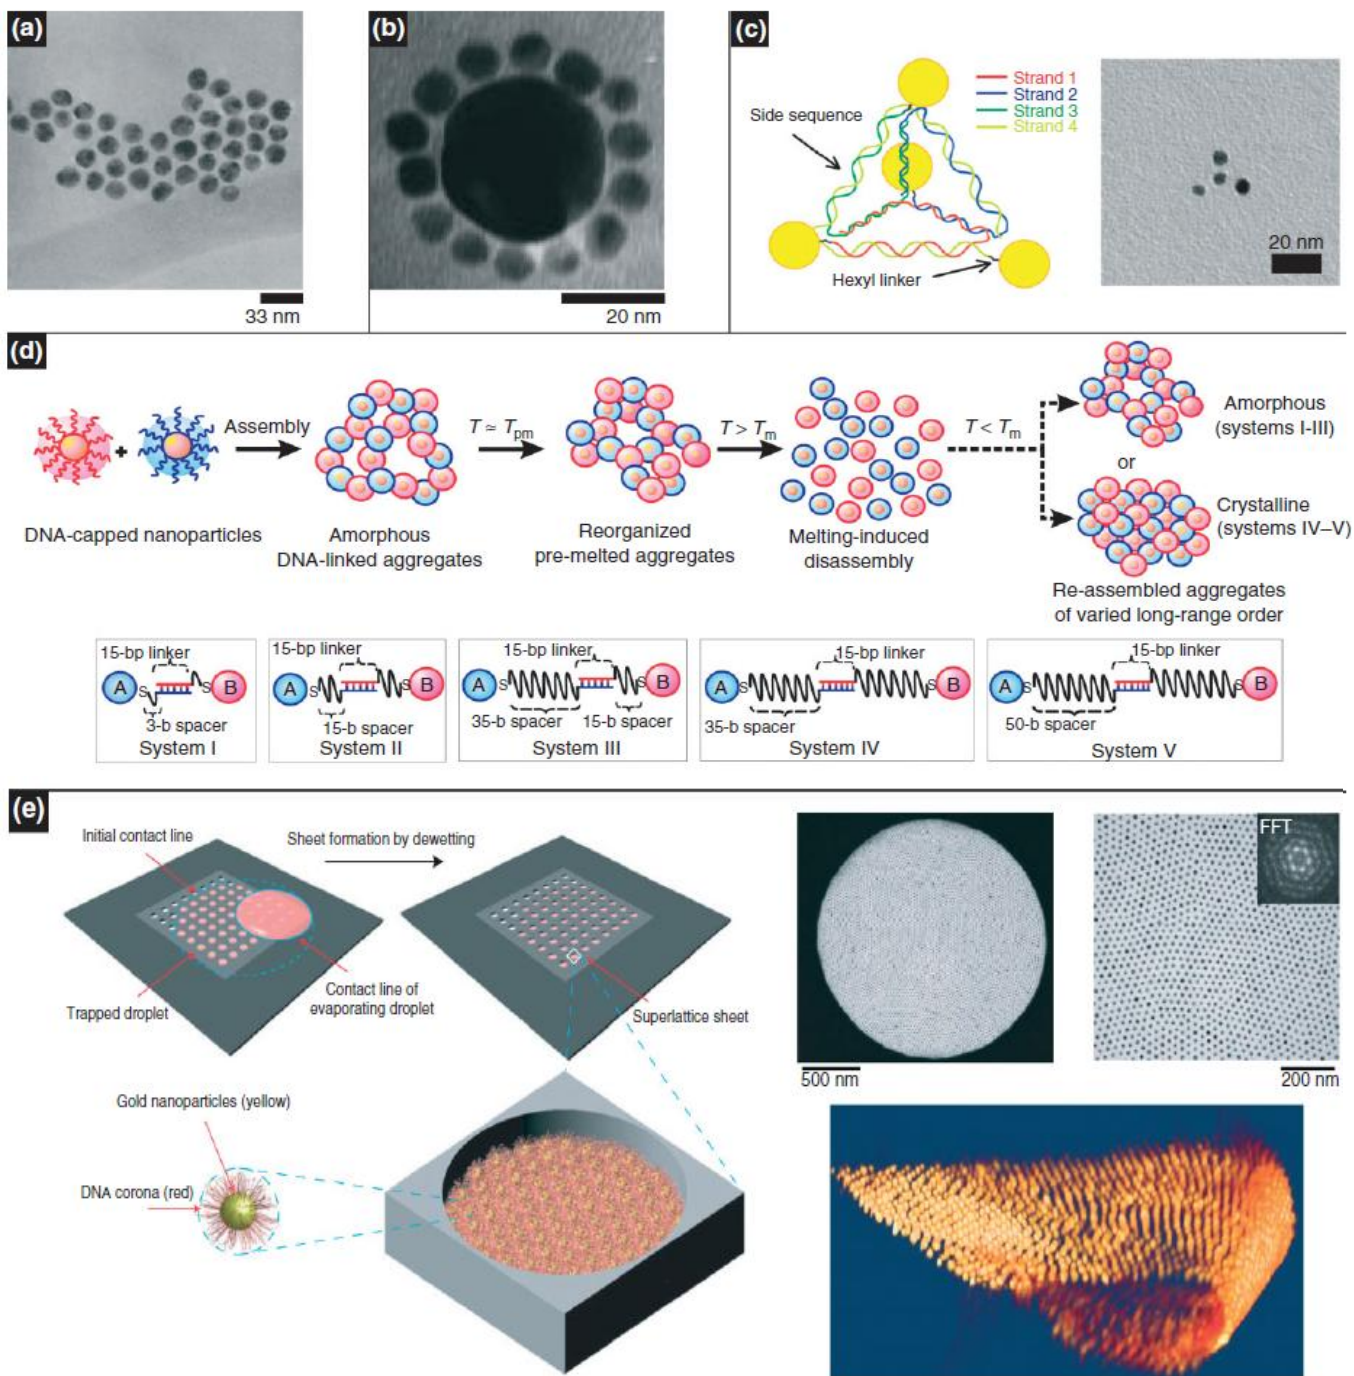 (a)
33 nm
(b)
20 nm
(c)
Side sequence
Strand 1
Strand 2
Strand 3
Strand 4
Hexyl linker
20 nm
(d)
Assembly
T ≃ Tpm
T > Tm
T < Tm
DNA-capped nanoparticles
Amorphous
DNA-linked aggregates
Reorganized
pre-melted aggregates
Melting-induced
disassembly
Amorphous
(systems I-III)
or
Crystalline
(systems IV–V)
Re-assembled aggregates
of varied long-range order
15-bp linker
A
S
S
B
3-b spacer
System I
15-bp linker
A
S
S
B
15-b spacer
System II
15-bp linker
A
S
S
B
35-b spacer
15-b spacer
System III
15-bp linker
A
S
S
B
35-b spacer
System IV
15-bp linker
A
S
S
B
50-b spacer
System V
(e)
Initial contact line
Sheet formation by dewetting
Trapped droplet
Contact line of
evaporating droplet
Superlattice sheet
Gold nanoparticles (yellow)
DNA corona (red)
500 nm
FFT
200 nm